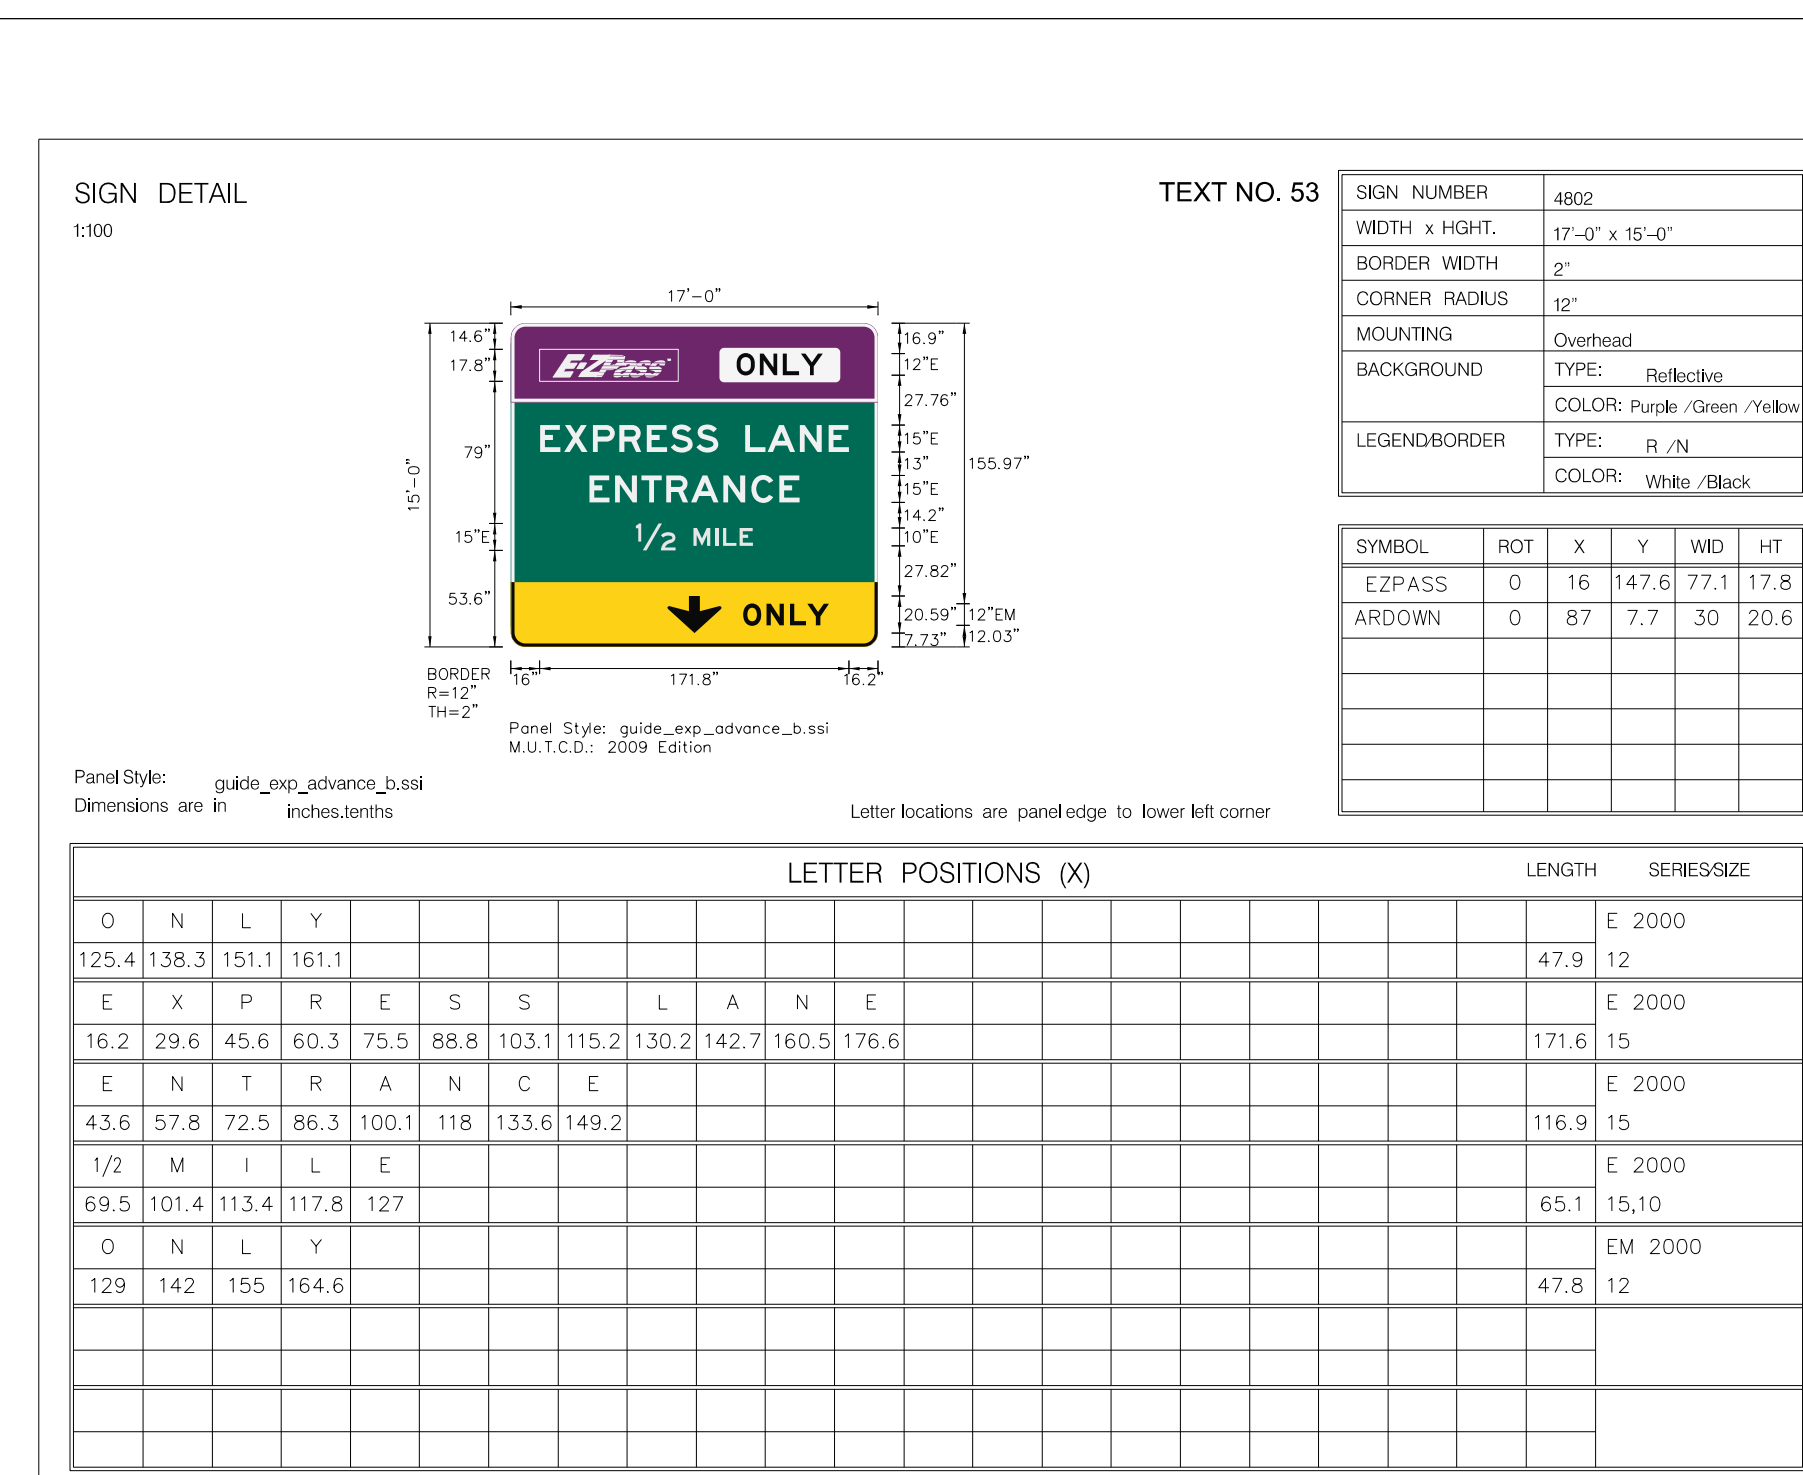 SIGN DETAIL
1:100
TEXT NO. 53
SIGN NUMBER 4802
WIDTH x HGHT. 17'–0" x 15'–0"
BORDER WIDTH 2"
CORNER RADIUS 12"
MOUNTING Overhead
BACKGROUND TYPE: Reflective
COLOR: Purple /Green /Yellow
LEGEND/BORDER TYPE: R /N
COLOR: White /Black
SYMBOL ROT X Y WID HT
EZPASS 0 16 147.6 77.1 17.8
ARDOWN 0 87 7.7 30 20.6
17'–0"
15'–0"
14.6"
17.8"
79"
15"E
53.6"
E-ZPass ONLY
EXPRESS LANE
ENTRANCE
1/2 MILE
ONLY
16.9"
12"E
27.76"
15"E
13"
15"E
14.2"
10"E
27.82"
20.59"
7.73"
155.97"
12"EM
12.03"
16" 171.8" 16.2"
BORDER
R=12"
TH=2"
Panel Style: guide_exp_advance_b.ssi
M.U.T.C.D.: 2009 Edition
Panel Style: guide_exp_advance_b.ssi
Dimensions are in inches.tenths
Letter locations are panel edge to lower left corner
LETTER POSITIONS (X) LENGTH SERIES/SIZE
O N L Y E 2000
125.4 138.3 151.1 161.1 47.9 12
E X P R E S S L A N E E 2000
16.2 29.6 45.6 60.3 75.5 88.8 103.1 115.2 130.2 142.7 160.5 176.6 171.6 15
E N T R A N C E E 2000
43.6 57.8 72.5 86.3 100.1 118 133.6 149.2 116.9 15
1/2 M I L E E 2000
69.5 101.4 113.4 117.8 127 65.1 15,10
O N L Y EM 2000
129 142 155 164.6 47.8 12